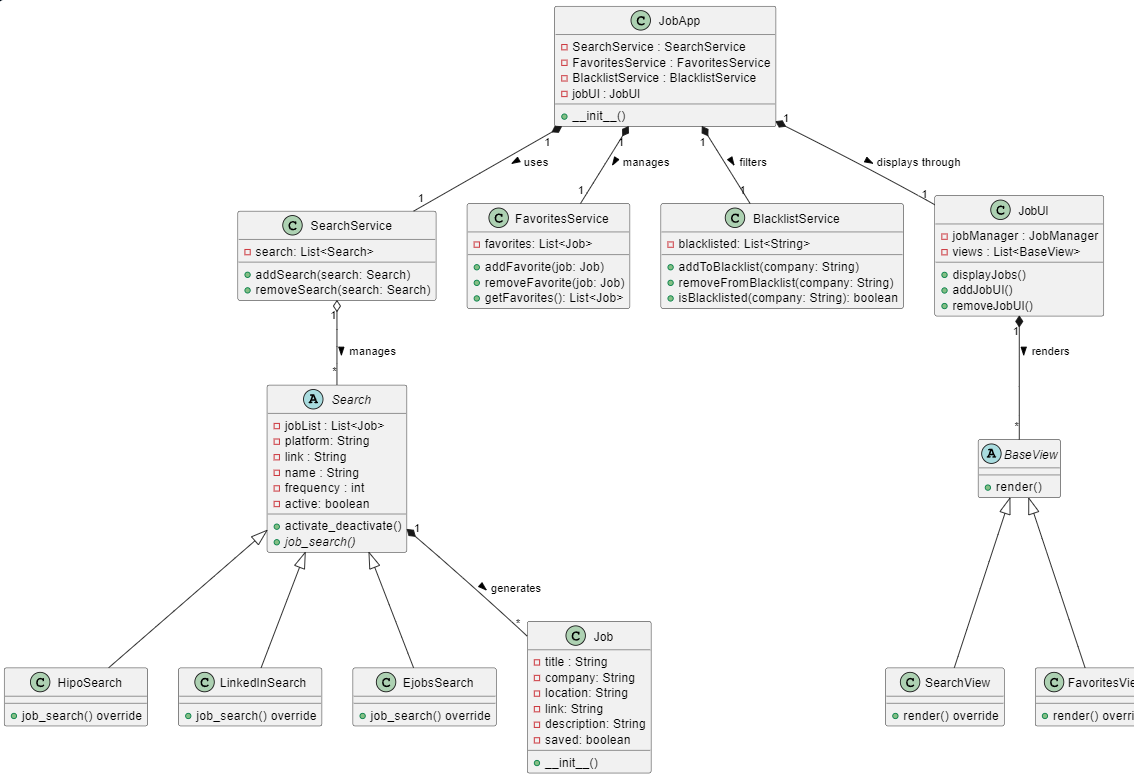 C JobApp
SearchService : SearchService
FavoritesService : FavoritesService
BlacklistService : BlacklistService
jobUI : JobUI
__init__()
1 1 1 1
uses manages filters displays through
1 1 1 1
C SearchService
search: List<Search>
addSearch(search: Search)
removeSearch(search: Search)
C FavoritesService
favorites: List<Job>
addFavorite(job: Job)
removeFavorite(job: Job)
getFavorites(): List<Job>
C BlacklistService
blacklisted: List<String>
addToBlacklist(company: String)
removeFromBlacklist(company: String)
isBlacklisted(company: String): boolean
C JobUI
jobManager : JobManager
views : List<BaseView>
displayJobs()
addJobUI()
removeJobUI()
1
manages
*
1
renders
*
A Search
jobList : List<Job>
platform: String
link : String
name : String
frequency : int
active: boolean
activate_deactivate()
job_search()
A BaseView
render()
1
generates
*
C HipoSearch
job_search() override
C LinkedInSearch
job_search() override
C EjobsSearch
job_search() override
C Job
title : String
company: String
location: String
link: String
description: String
saved: boolean
__init__()
C SearchView
render() override
C FavoritesVie
render() overri